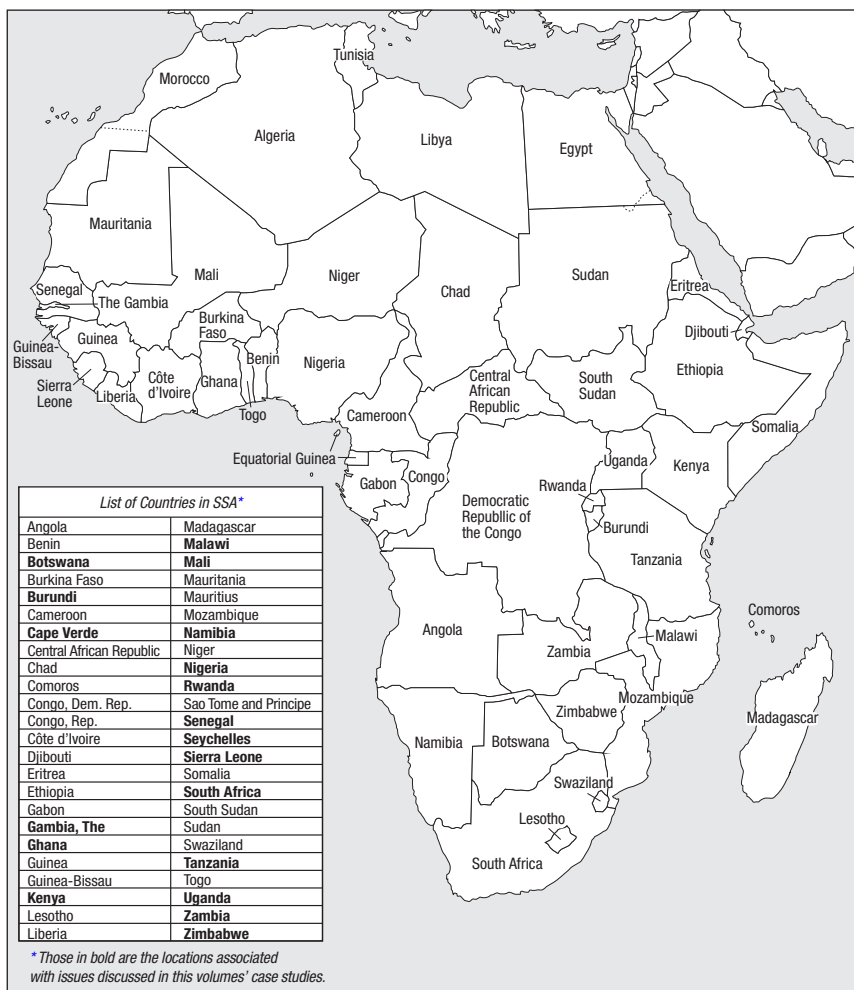 Tunisia
Morocco
Algeria
Libya
Egypt
Mauritania
Mali
Niger
Chad
Sudan
Eritrea
Senegal
The Gambia
Burkina
Faso
Djibouti
Guinea-
Bissau
Guinea
Benin
Nigeria
Ethiopia
Sierra
Leone
Liberia
Côte
d'Ivoire
Ghana
Togo
Central
African
Republic
South
Sudan
Cameroon
Somalia
Equatorial Guinea
Gabon
Congo
Uganda
Kenya
Rwanda
Democratic
Republlic of
the Congo
Burundi
Tanzania
Comoros
Angola
Malawi
Zambia
Mozambique
Zimbabwe
Madagascar
Namibia
Botswana
Swaziland
Lesotho
South Africa
List of Countries in SSA*
Angola Madagascar
Benin Malawi
Botswana Mali
Burkina Faso Mauritania
Burundi Mauritius
Cameroon Mozambique
Cape Verde Namibia
Central African Republic Niger
Chad Nigeria
Comoros Rwanda
Congo, Dem. Rep. Sao Tome and Principe
Congo, Rep. Senegal
Côte d'Ivoire Seychelles
Djibouti Sierra Leone
Eritrea Somalia
Ethiopia South Africa
Gabon South Sudan
Gambia, The Sudan
Ghana Swaziland
Guinea Tanzania
Guinea-Bissau Togo
Kenya Uganda
Lesotho Zambia
Liberia Zimbabwe
* Those in bold are the locations associated
with issues discussed in this volumes' case studies.